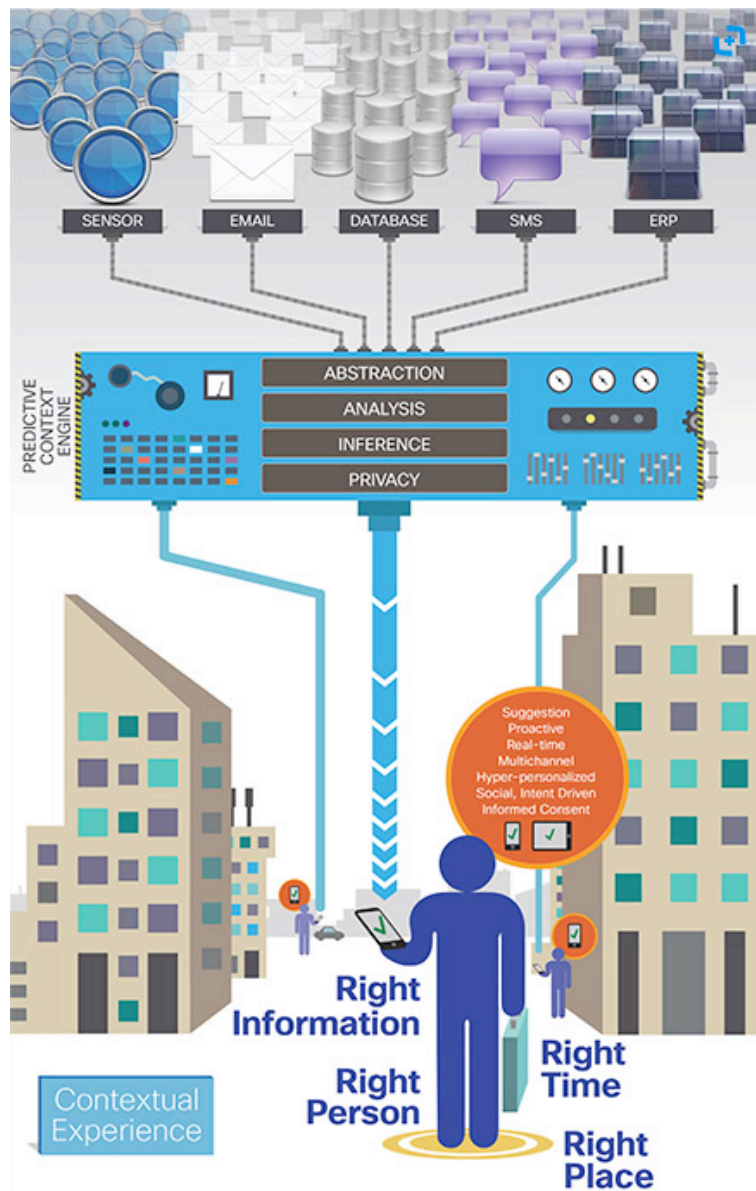 SENSOR
EMAIL
DATABASE
SMS
ERP
PREDICTIVE
CONTEXT
ENGINE
ABSTRACTION
ANALYSIS
INFERENCE
PRIVACY
Suggestion
Proactive
Real-time
Multichannel
Hyper-personalized
Social, Intent Driven
Informed Consent
Right
Information
Right
Time
Right
Person
Right
Place
Contextual
Experience